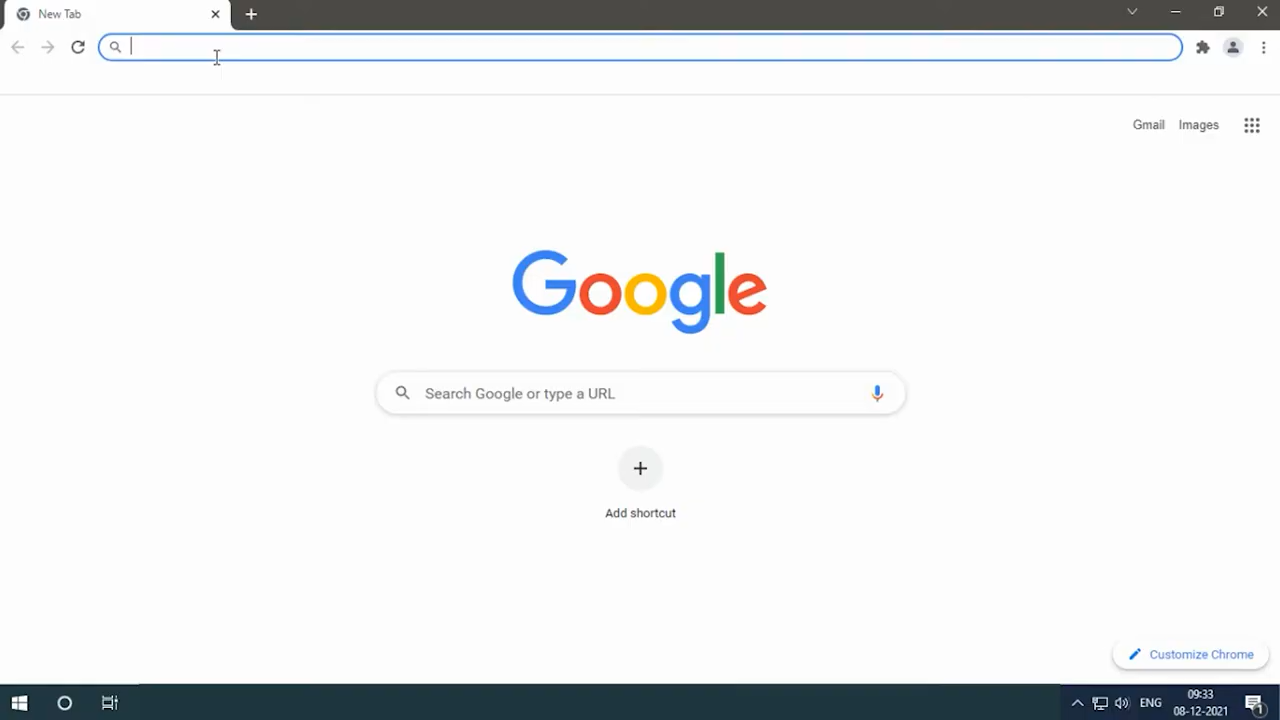 New Tab
Gmail Images
Google
Search Google or type a URL
Add shortcut
Customize Chrome
ENG
09:33
08-12-2021
1